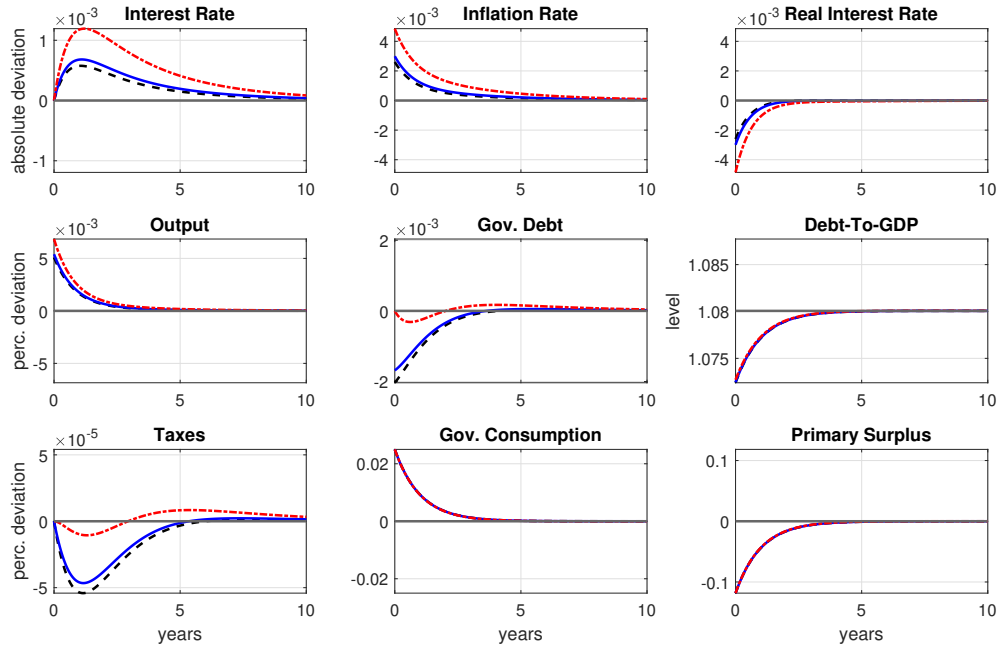 Interest Rate
×10⁻³
1
0
-1
0 5 10
absolute deviation
Inflation Rate
×10⁻³
4
2
0
-2
-4
0 5 10
Real Interest Rate
×10⁻³
4
2
0
-2
-4
0 5 10
Output
×10⁻³
5
0
-5
0 5 10
perc. deviation
Gov. Debt
×10⁻³
2
0
-2
0 5 10
Debt-To-GDP
1.085
1.08
1.075
0 5 10
level
Taxes
×10⁻⁵
5
0
-5
0 5 10
perc. deviation
years
Gov. Consumption
0.02
0
-0.02
0 5 10
years
Primary Surplus
0.1
0
-0.1
0 5 10
years